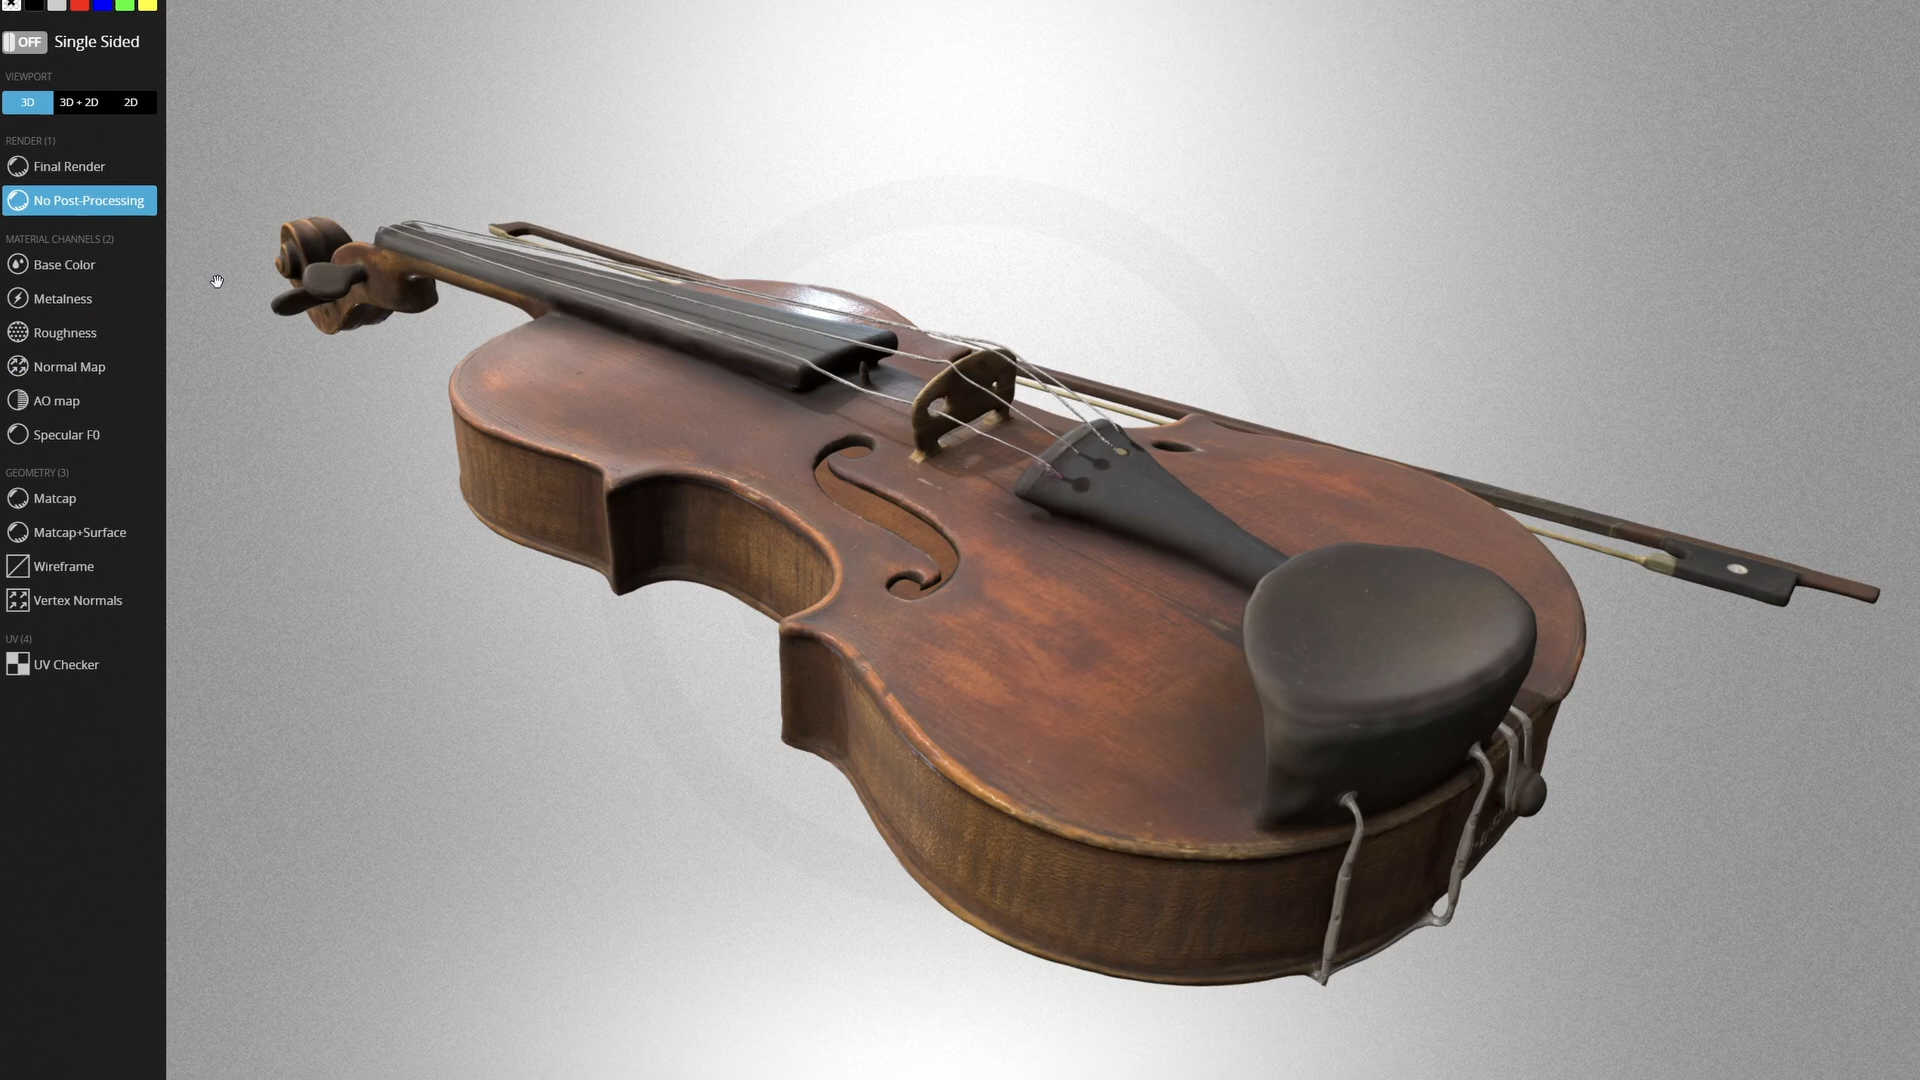 OFF Single Sided
VIEWPORT
3D 3D + 2D 2D
RENDER (1)
Final Render
No Post-Processing
MATERIAL CHANNELS (2)
Base Color
Metalness
Roughness
Normal Map
AO map
Specular F0
GEOMETRY (3)
Matcap
Matcap+Surface
Wireframe
Vertex Normals
UV (4)
UV Checker